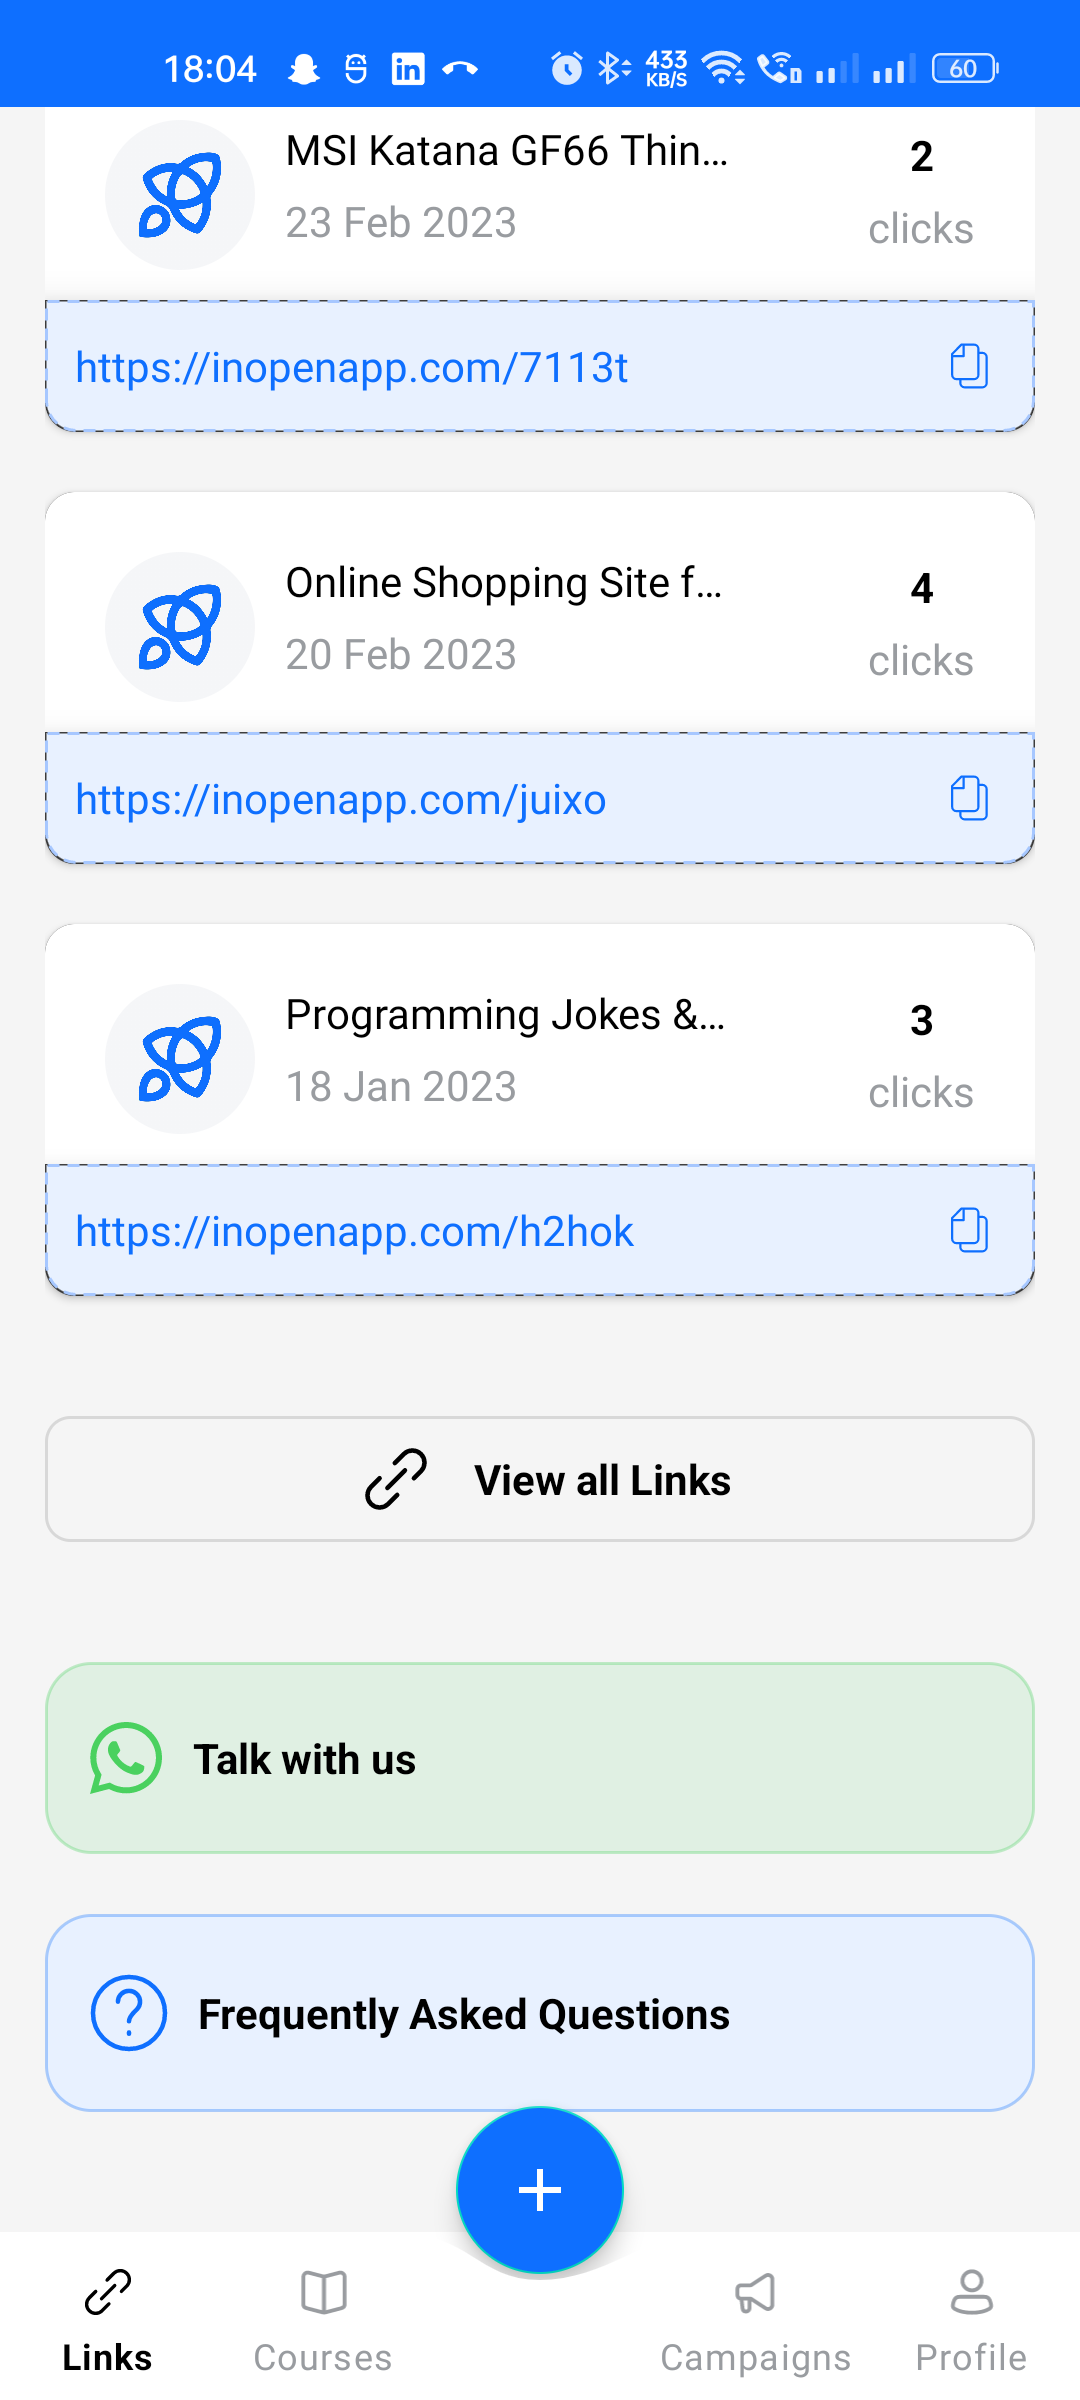 18:04
433
KB/S
60
MSI Katana GF66 Thin...
2
23 Feb 2023
clicks
https://inopenapp.com/7113t
Online Shopping Site f...
4
20 Feb 2023
clicks
https://inopenapp.com/juixo
Programming Jokes &...
3
18 Jan 2023
clicks
https://inopenapp.com/h2hok
View all Links
Talk with us
Frequently Asked Questions
Links
Courses
Campaigns
Profile